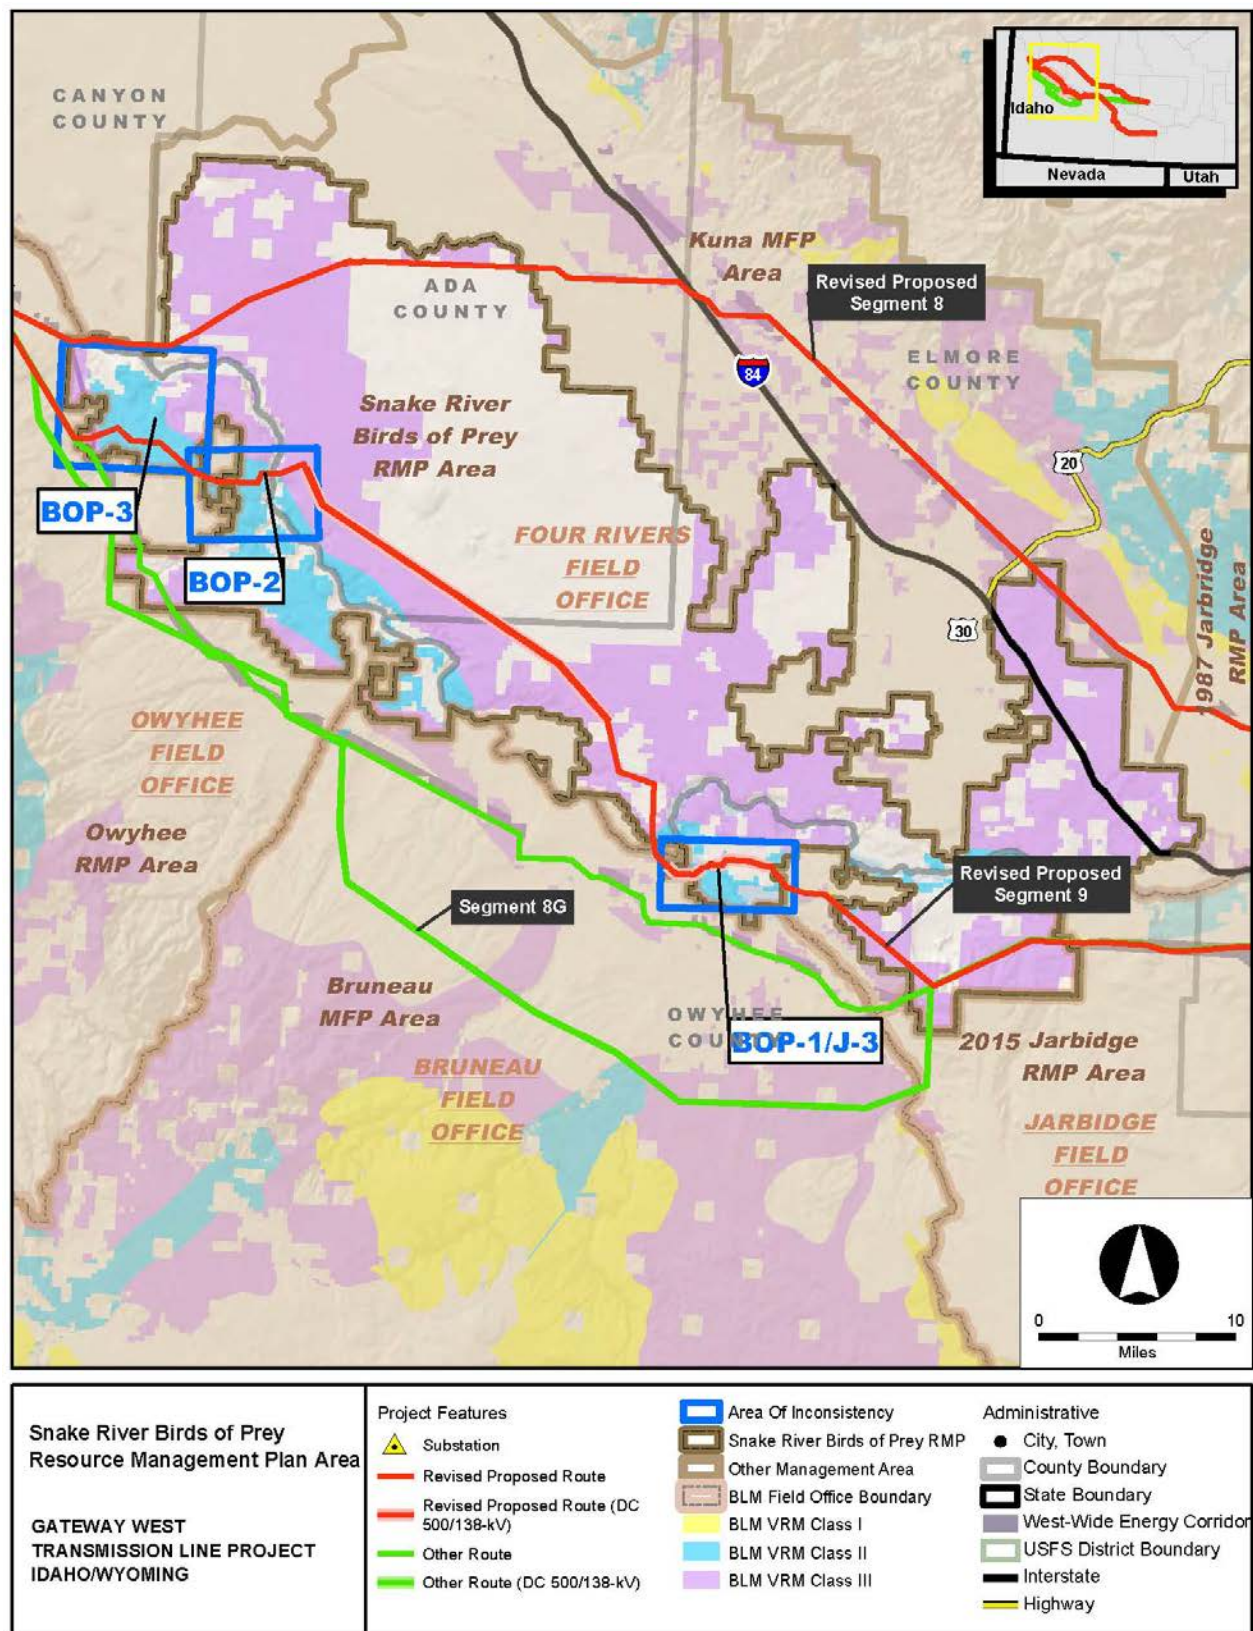 CANYON
COUNTY
Idaho
Nevada
Utah
Kuna MFP
Area
Revised Proposed
Segment 8
ADA
COUNTY
ELMORE
COUNTY
84
Snake River
Birds of Prey
RMP Area
20
BOP-3
FOUR RIVERS
FIELD
OFFICE
BOP-2
30
1987 Jarbridge
RMP Area
OWYHEE
FIELD
OFFICE
Owyhee
RMP Area
Revised Proposed
Segment 9
Segment 8G
Bruneau
MFP Area
OWYHEE
COUNTY
BOP-1/J-3
2015 Jarbidge
RMP Area
BRUNEAU
FIELD
OFFICE
JARBIDGE
FIELD
OFFICE
0 10
Miles
Snake River Birds of Prey
Resource Management Plan Area
GATEWAY WEST
TRANSMISSION LINE PROJECT
IDAHO/WYOMING
Project Features
Substation
Revised Proposed Route
Revised Proposed Route (DC
500/138-kV)
Other Route
Other Route (DC 500/138-kV)
Area Of Inconsistency
Snake River Birds of Prey RMP
Other Management Area
BLM Field Office Boundary
BLM VRM Class I
BLM VRM Class II
BLM VRM Class III
Administrative
City, Town
County Boundary
State Boundary
West-Wide Energy Corridor
USFS District Boundary
Interstate
Highway